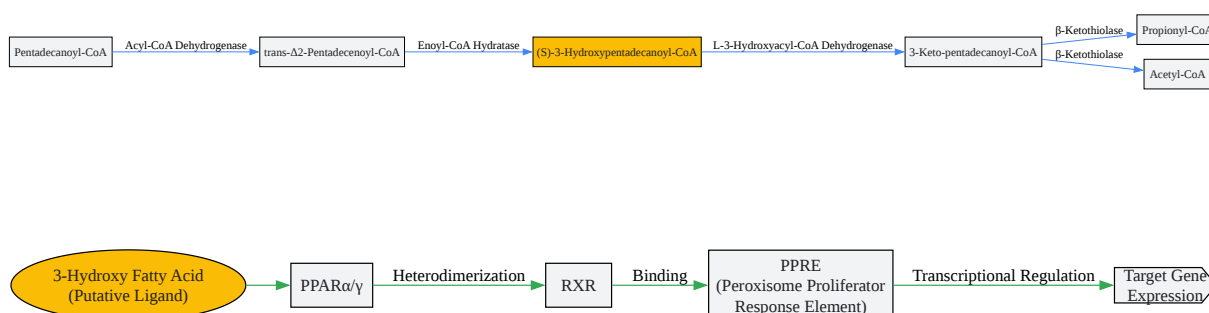 Pentadecanoyl-CoA
Acyl-CoA Dehydrogenase
trans-Δ2-Pentadecenoyl-CoA
Enoyl-CoA Hydratase
(S)-3-Hydroxypentadecanoyl-CoA
L-3-Hydroxyacyl-CoA Dehydrogenase
3-Keto-pentadecanoyl-CoA
β-Ketothiolase
Propionyl-CoA
β-Ketothiolase
Acetyl-CoA
3-Hydroxy Fatty Acid
(Putative Ligand)
PPARα/γ
Heterodimerization
RXR
Binding
PPRE
(Peroxisome Proliferator
Response Element)
Transcriptional Regulation
Target Gene
Expression